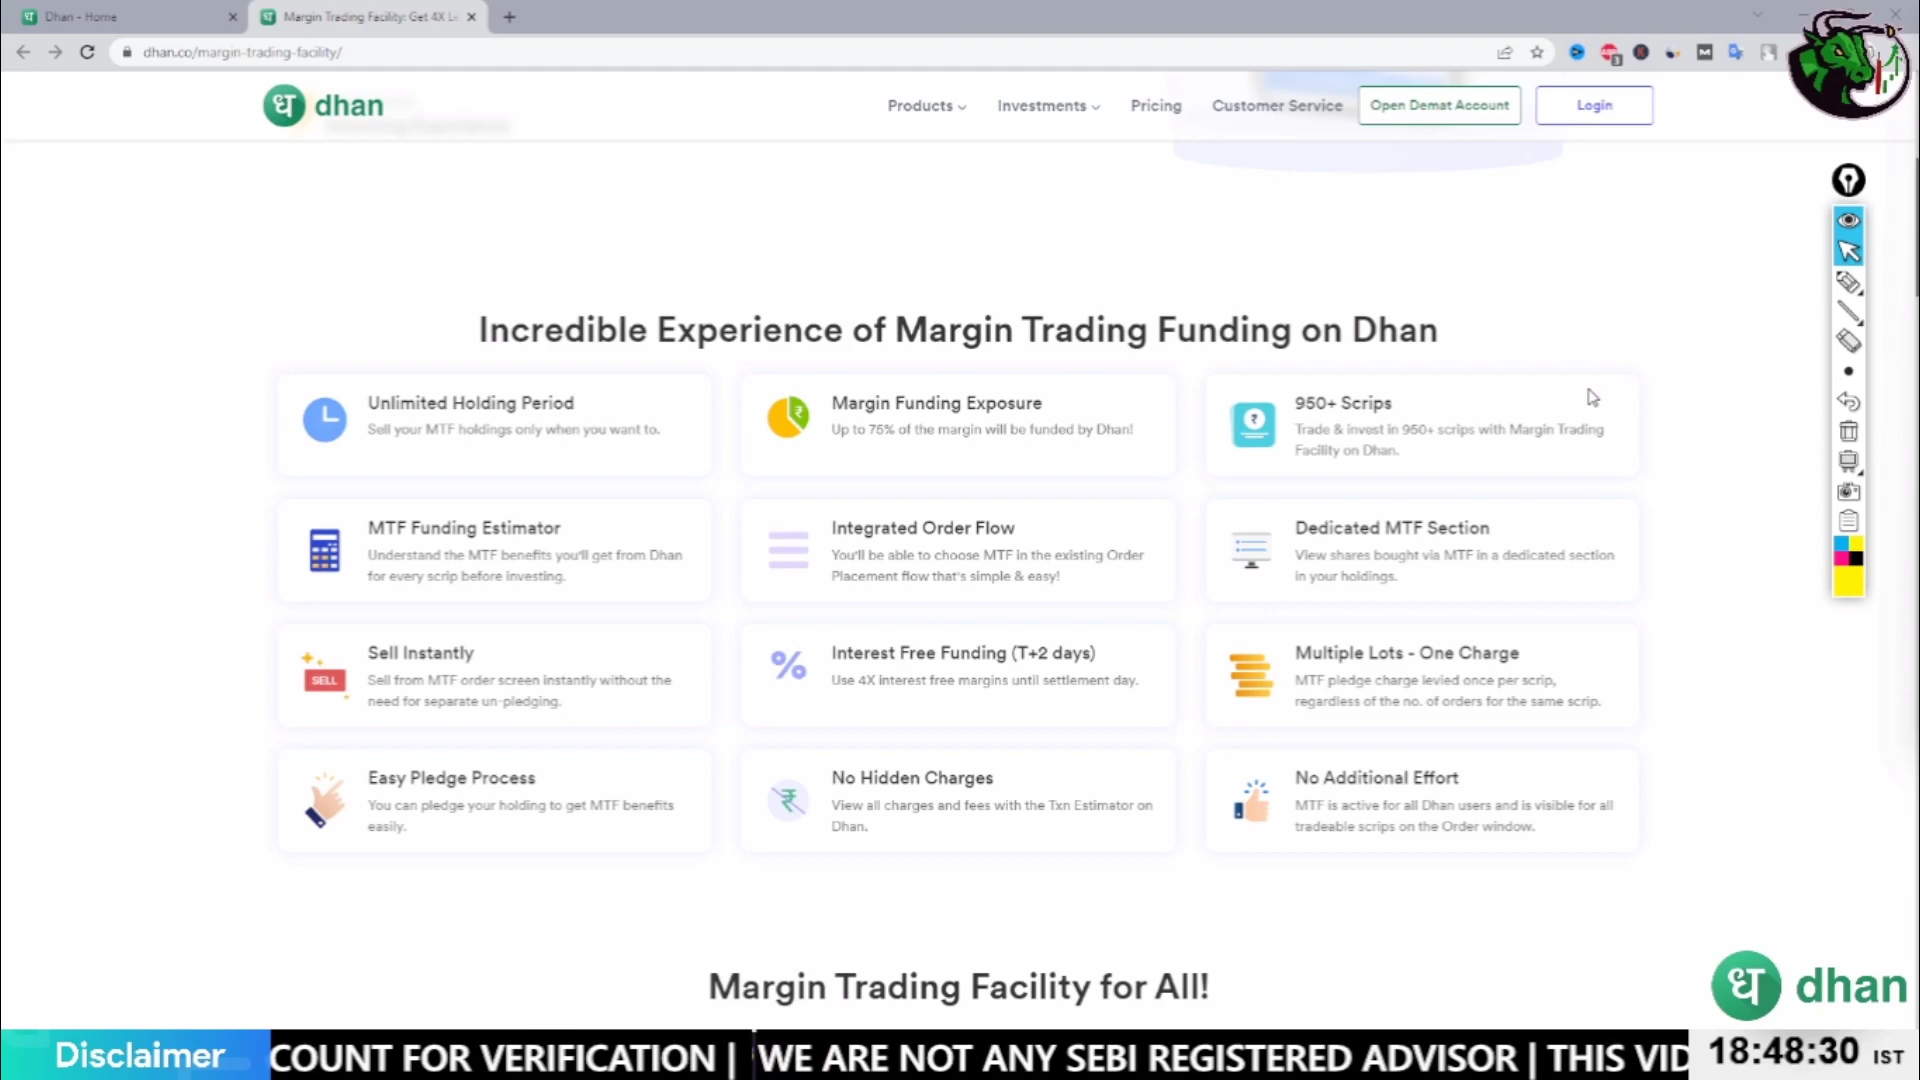 Dhan - Home
Margin Trading Facility: Get 4X Le
dhan.co/margin-trading-facility/
ध dhan
Products
Investments
Pricing
Customer Service
Open Demat Account
Login
Incredible Experience of Margin Trading Funding on Dhan
Unlimited Holding Period
Sell your MTF holdings only when you want to.
Margin Funding Exposure
Up to 75% of the margin will be funded by Dhan!
950+ Scrips
Trade & invest in 950+ scrips with Margin Trading
Facility on Dhan.
MTF Funding Estimator
Understand the MTF benefits you'll get from Dhan
for every scrip before investing.
Integrated Order Flow
You'll be able to choose MTF in the existing Order
Placement flow that's simple & easy!
Dedicated MTF Section
View shares bought via MTF in a dedicated section
in your holdings.
SELL
Sell Instantly
Sell from MTF order screen instantly without the
need for separate un-pledging.
%
Interest Free Funding (T+2 days)
Use 4X interest free margins until settlement day.
Multiple Lots - One Charge
MTF pledge charge levied once per scrip,
regardless of the no. of orders for the same scrip.
Easy Pledge Process
You can pledge your holding to get MTF benefits
easily.
₹
No Hidden Charges
View all charges and fees with the Txn Estimator on
Dhan.
No Additional Effort
MTF is active for all Dhan users and is visible for all
tradeable scrips on the Order window.
Margin Trading Facility for All!
ध dhan
Disclaimer
COUNT FOR VERIFICATION | WE ARE NOT ANY SEBI REGISTERED ADVISOR | THIS VID
18:48:30 IST